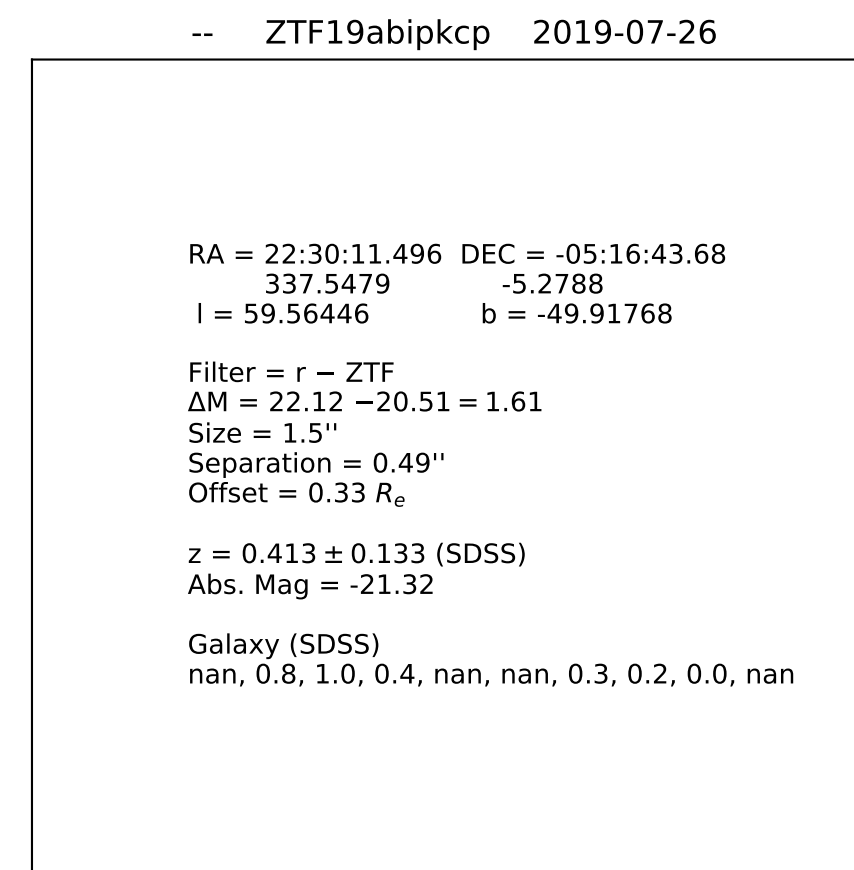 -- ZTF19abipkcp 2019-07-26
RA = 22:30:11.496 DEC = -05:16:43.68
337.5479 -5.2788
l = 59.56446 b = -49.91768
Filter = r − ZTF
ΔM = 22.12 −20.51 = 1.61
Size = 1.5''
Separation = 0.49''
Offset = 0.33 Rₑ
z = 0.413 ± 0.133 (SDSS)
Abs. Mag = -21.32
Galaxy (SDSS)
nan, 0.8, 1.0, 0.4, nan, nan, 0.3, 0.2, 0.0, nan